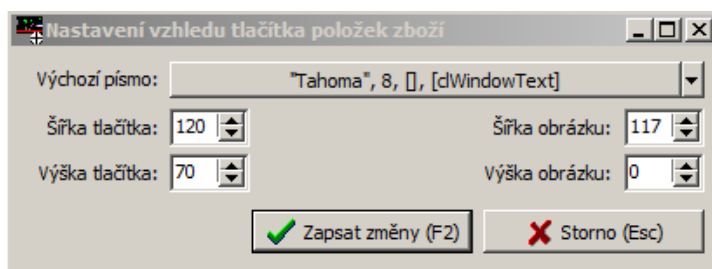 Nastavení vzhledu tlačítka položek zboží
Výchozí písmo: "Tahoma", 8, [], [clWindowText]
Šířka tlačítka: 120 Šířka obrázku: 117
Výška tlačítka: 70 Výška obrázku: 0
Zapsat změny (F2) Storno (Esc)